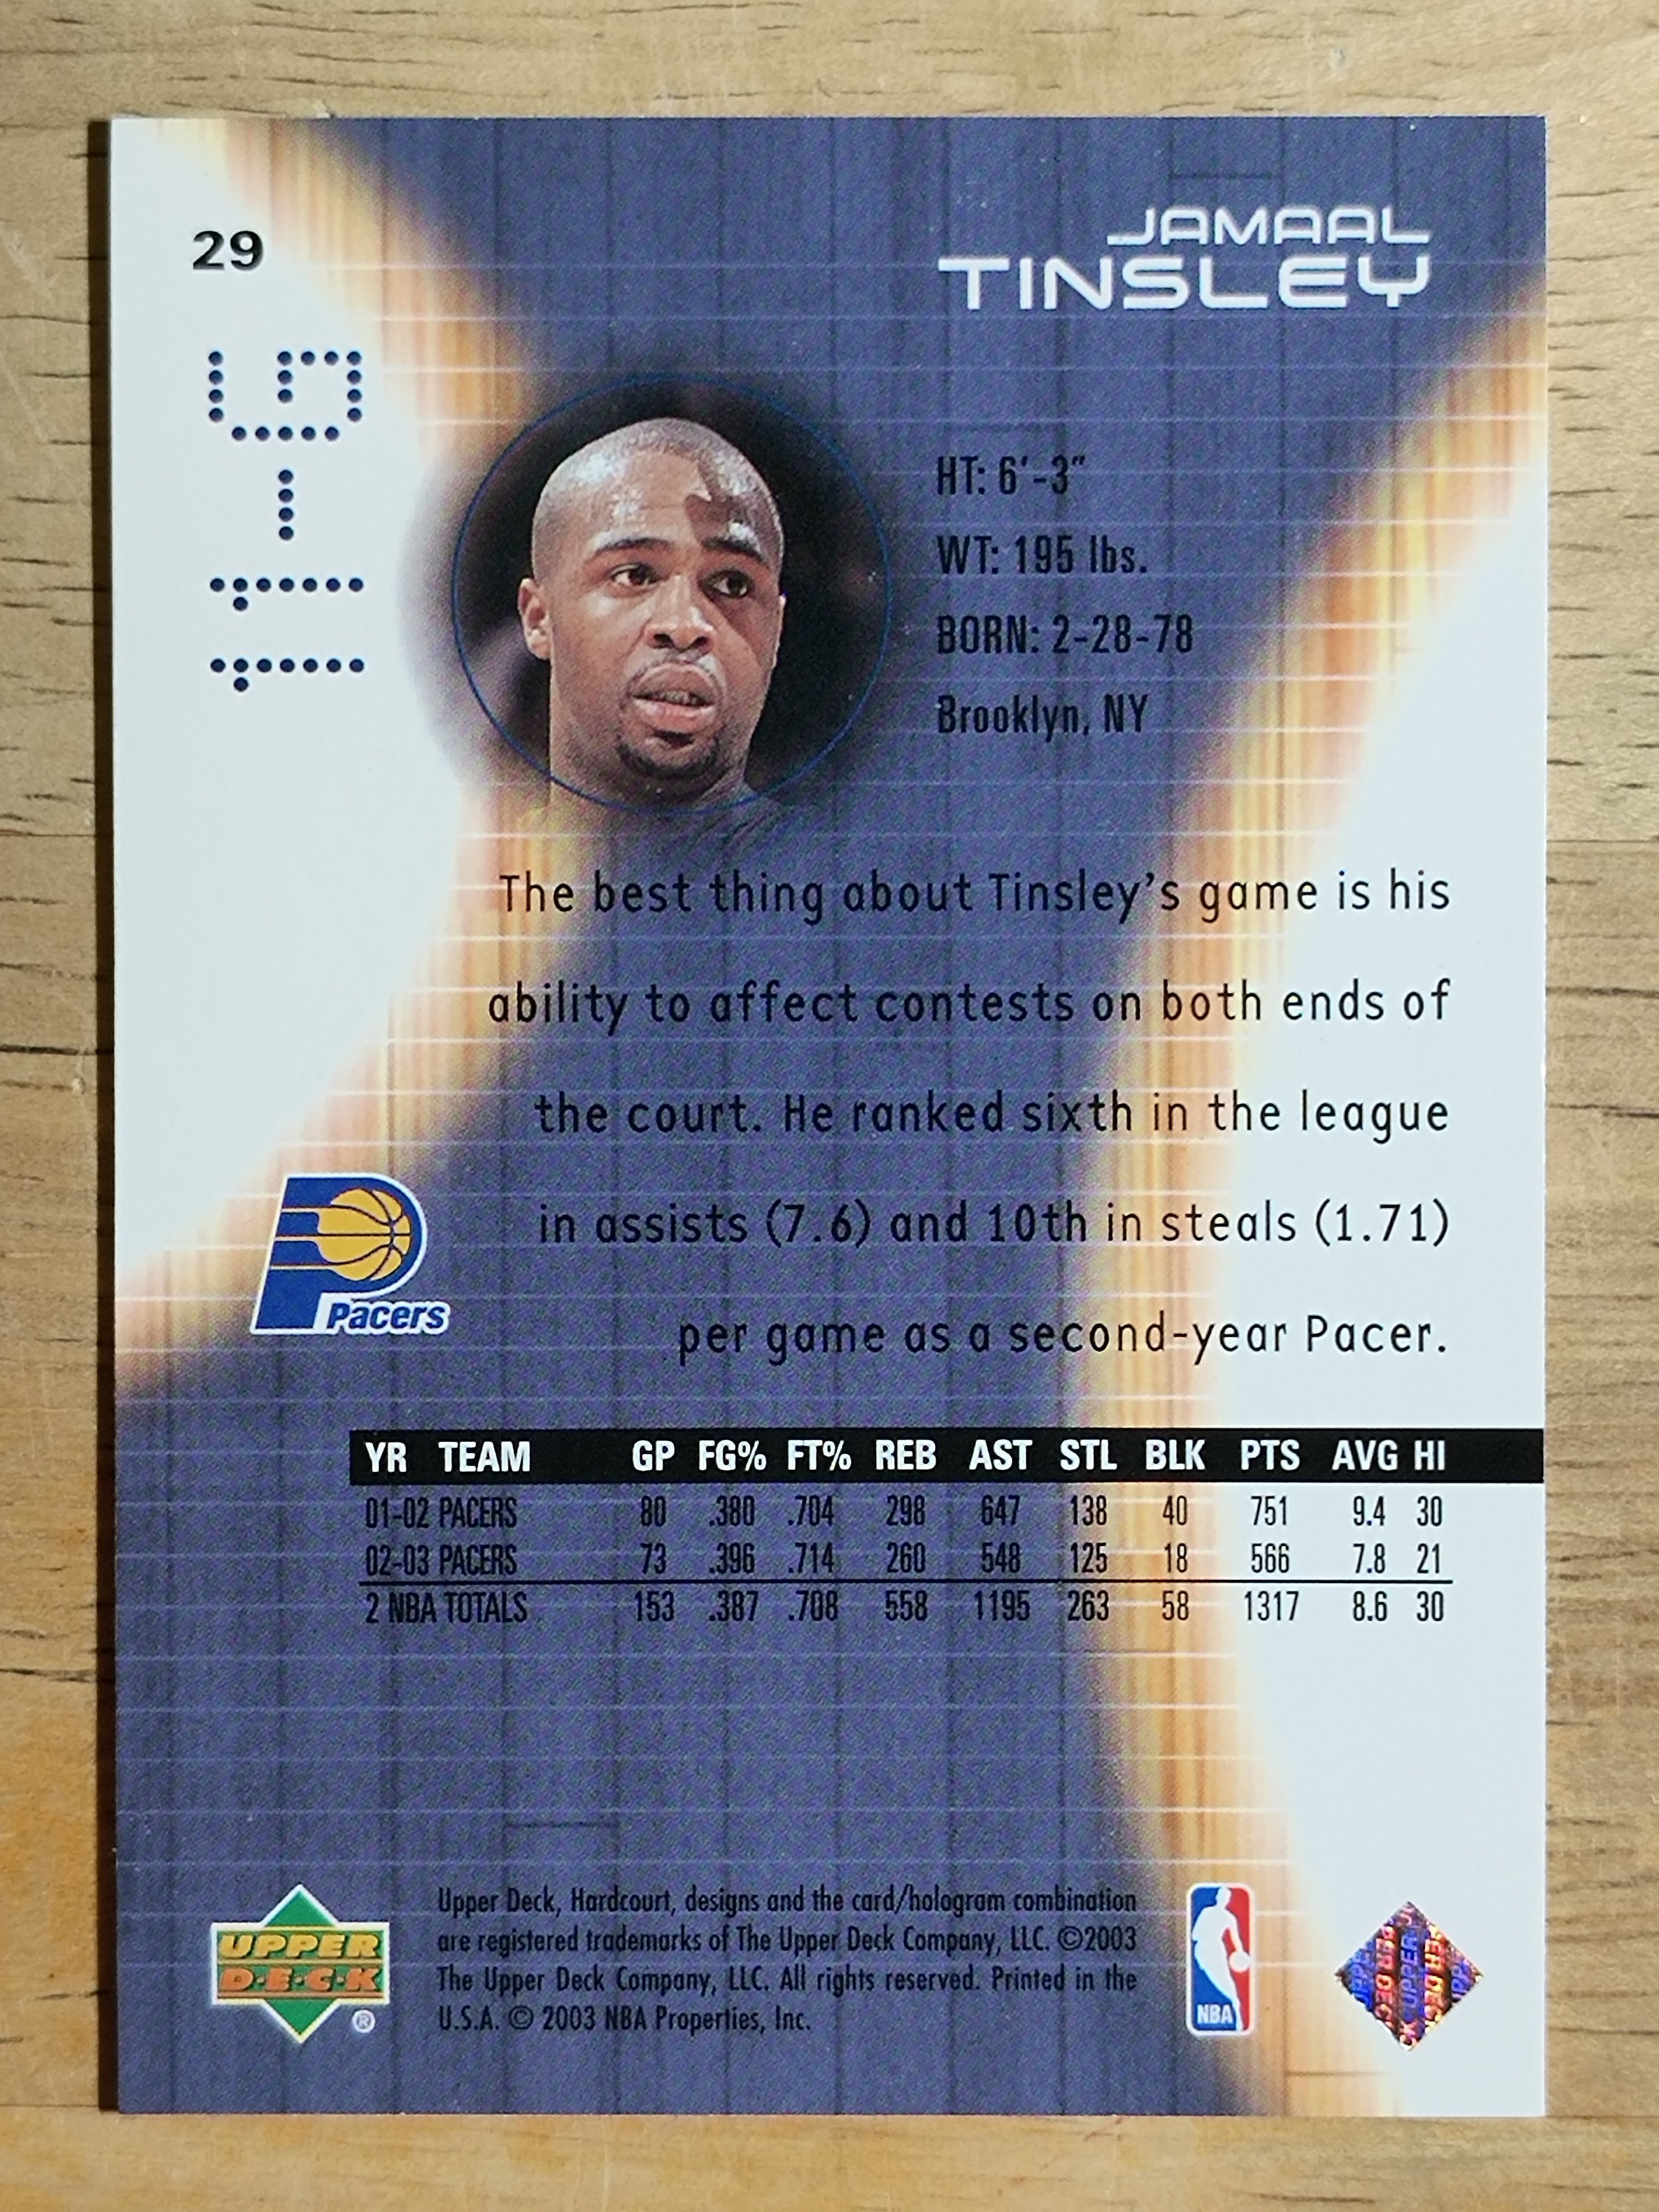 29
JAMAAL
TINSLEY
G-11
HT: 6'-3"
WT: 195 lbs.
BORN: 2-28-78
Brooklyn, NY
The best thing about Tinsley's game is his
ability to affect contests on both ends of
the court. He ranked sixth in the league
in assists (7.6) and 10th in steals (1.71)
per game as a second-year Pacer.
Pacers
YR TEAM GP FG% FT% REB AST STL BLK PTS AVG HI
01-02 PACERS 80 .380 .704 298 647 138 40 751 9.4 30
02-03 PACERS 73 .396 .714 260 548 125 18 566 7.8 21
2 NBA TOTALS 153 .387 .708 558 1195 263 58 1317 8.6 30
UPPER
D·E·C·K
®
Upper Deck, Hardcourt, designs and the card/hologram combination
are registered trademarks of The Upper Deck Company, LLC. ©2003
The Upper Deck Company, LLC. All rights reserved. Printed in the
U.S.A. © 2003 NBA Properties, Inc.
NBA
UPPER